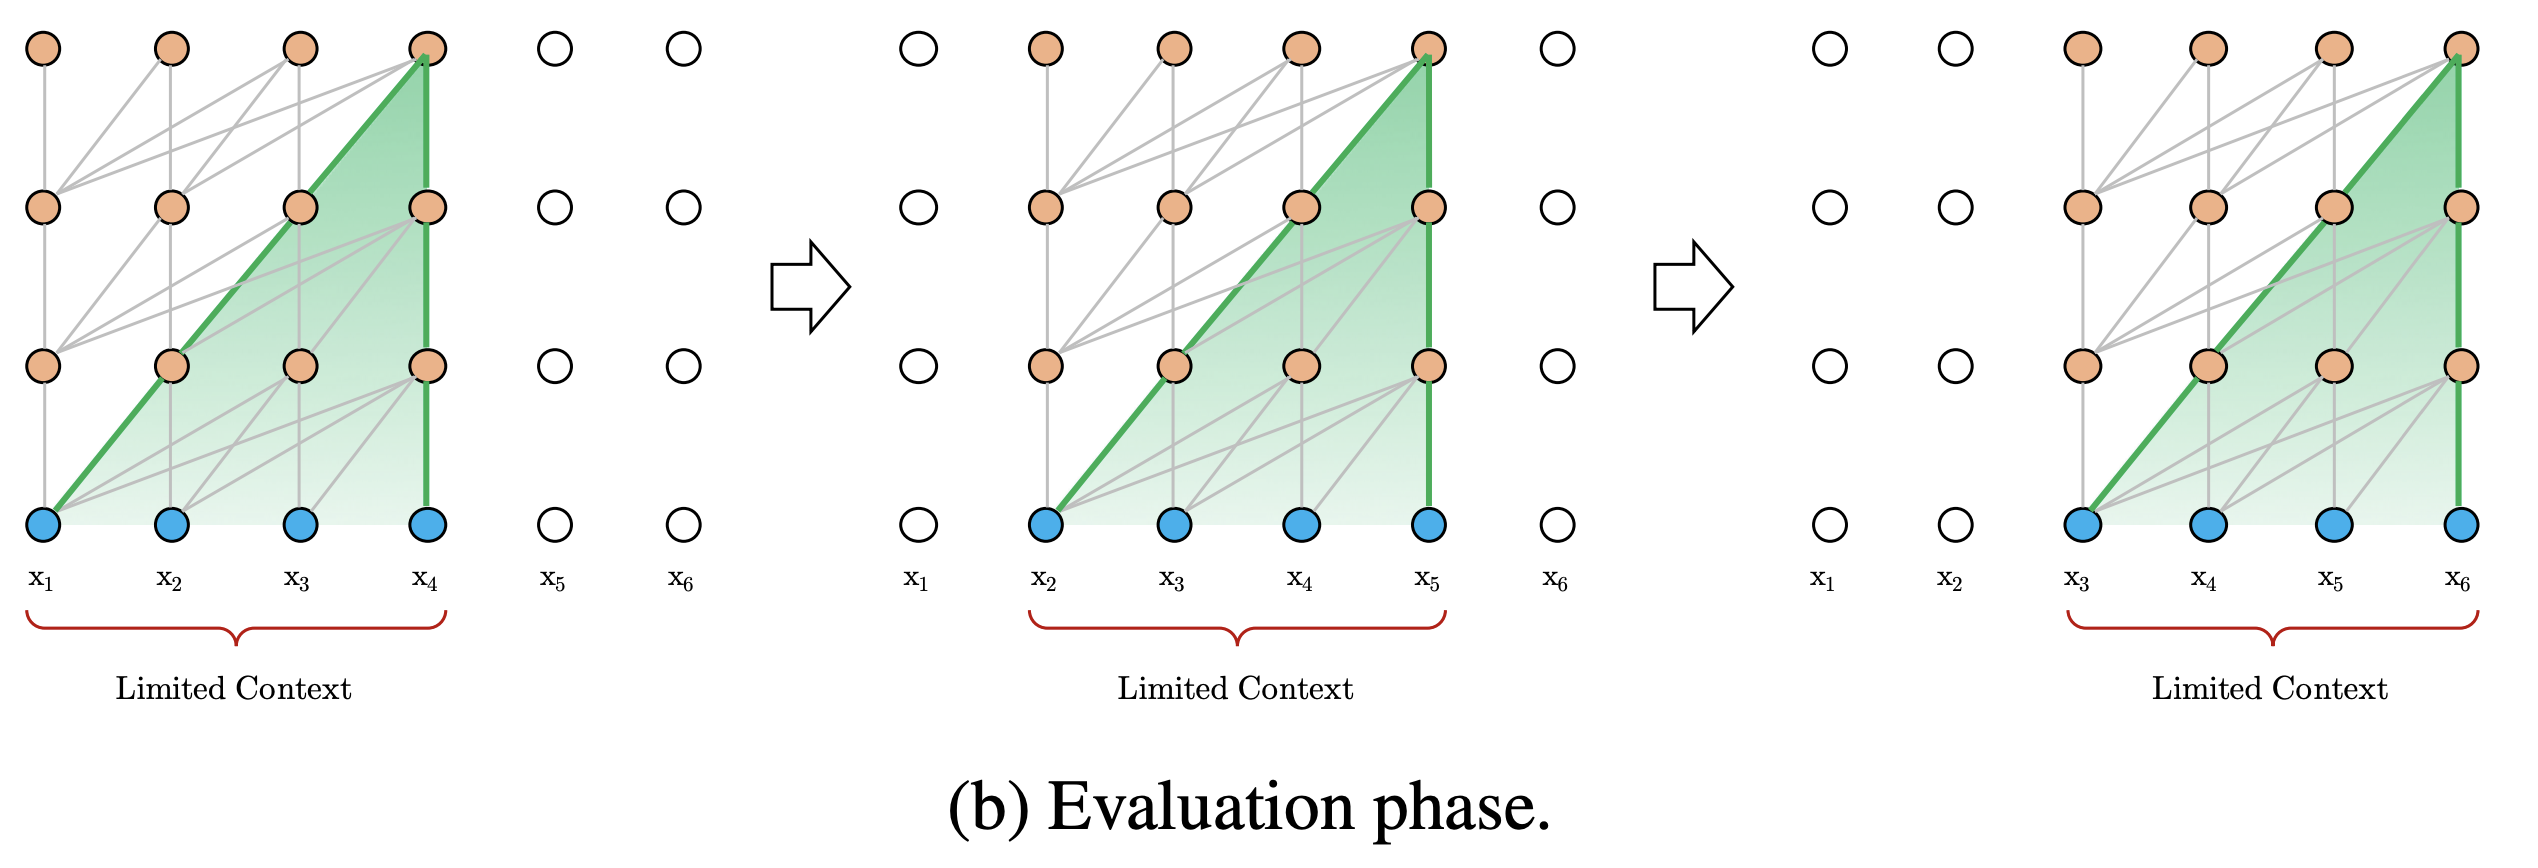 x₁ x₂ x₃ x₄ x₅ x₆ x₁ x₂ x₃ x₄ x₅ x₆ x₁ x₂ x₃ x₄ x₅ x₆
Limited Context Limited Context Limited Context
(b) Evaluation phase.